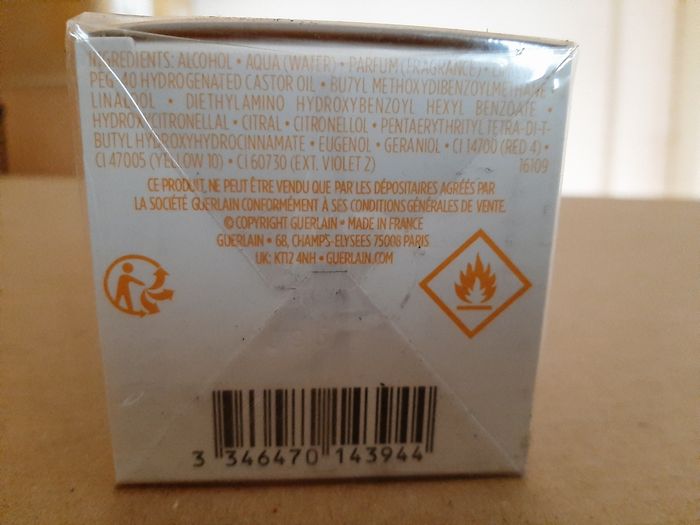 INGREDIENTS: ALCOHOL • AQUA (WATER) • PARFUM (FRAGRANCE) •
PEG-40 HYDROGENATED CASTOR OIL • BUTYL METHOXYDIBENZOYLMETHANE •
LINALOOL • DIETHYLAMINO HYDROXYBENZOYL HEXYL BENZOATE •
HYDROXYCITRONELLAL • CITRAL • CITRONELLOL • PENTAERYTHRITYL TETRA-DI-T-
BUTYL HYDROXYHYDROCINNAMATE • EUGENOL • GERANIOL • CI 14700 (RED 4) •
CI 47005 (YELLOW 10) • CI 60730 (EXT. VIOLET 2) 16109
CE PRODUIT NE PEUT ÊTRE VENDU QUE PAR LES DÉPOSITAIRES AGRÉÉS PAR
LA SOCIÉTÉ GUERLAIN CONFORMÉMENT À SES CONDITIONS GÉNÉRALES DE VENTE.
© COPYRIGHT GUERLAIN • MADE IN FRANCE
GUERLAIN • 68, CHAMPS-ELYSEES 75008 PARIS
UK: KT12 4NH • GUERLAIN.COM
3 346470 143944